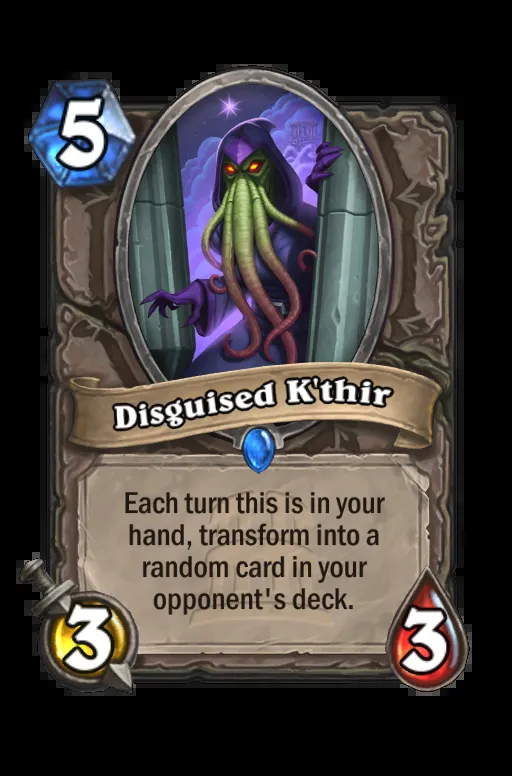 5
Disguised K'thir
Each turn this is in your
hand, transform into a
random card in your
opponent's deck.
3
3